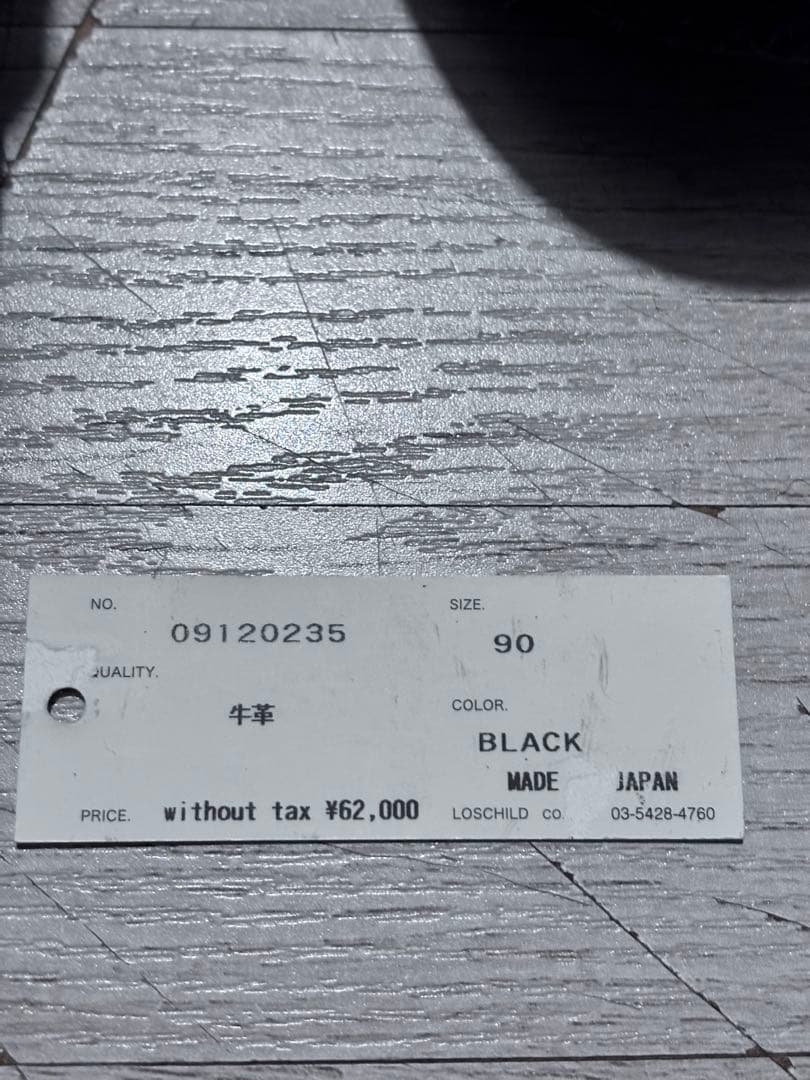 NO. 09120235
SIZE. 90
QUALITY. 牛革
COLOR. BLACK
MADE JAPAN
PRICE. without tax ¥62,000
LOSCHILD CO. 03-5428-4760